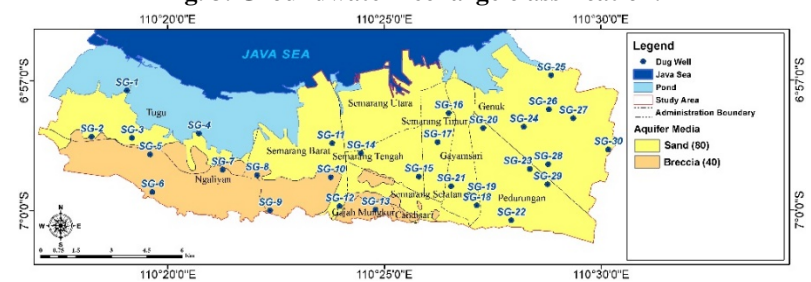 110°20'0"E 110°25'0"E 110°30'0"E
6°57'0"S
7°0'0"S
JAVA SEA
SG-25
SG-1
Semarang Utara
SG-16
Genuk
SG-26
Tugu
SG-27
SG-4
Semarang Timur
SG-20
SG-24
SG-2
SG-3
SG-11
SG-17
SG-30
SG-5
Semarang Barat
SG-14
Semarang Tengah
Gayamsari
SG-7
SG-8
SG-10
SG-15
SG-23
SG-28
Ngaliyan
SG-6
SG-21
SG-19
SG-29
Semarang Selatan
Pedurungan
SG-9
SG-12
SG-13
SG-18
Gajah Mungkur
Candisari
SG-22
N
W
E
S
0 0.75 1.5 3 4.5 6
Km
Legend
Dug Well
Java Sea
Pond
Study Area
Administration Boundary
Aquifer Media
Sand (80)
Breccia (40)
6°57'0"S
7°0'0"S
110°20'0"E 110°25'0"E 110°30'0"E